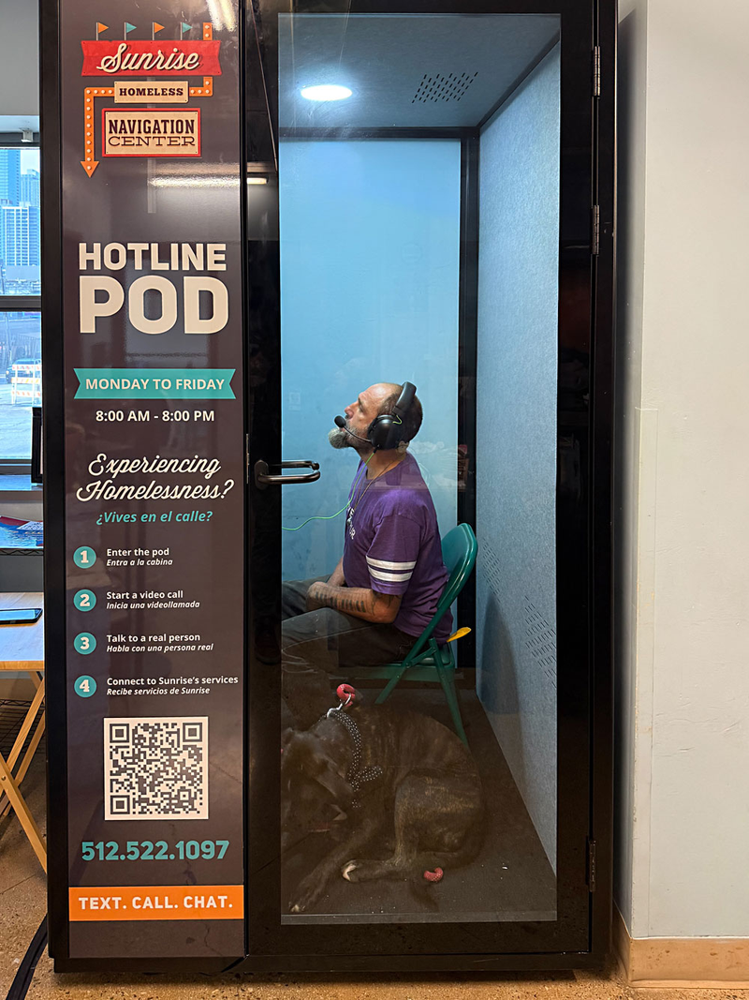 Sunrise
HOMELESS
NAVIGATION
CENTER
HOTLINE
POD
MONDAY TO FRIDAY
8:00 AM - 8:00 PM
Experiencing
Homelessness?
¿Vives en el calle?
1 Enter the pod
Entra a la cabina
2 Start a video call
Inicia una videollamada
3 Talk to a real person
Habla con una persona real
4 Connect to Sunrise's services
Recibe servicios de Sunrise
512.522.1097
TEXT. CALL. CHAT.